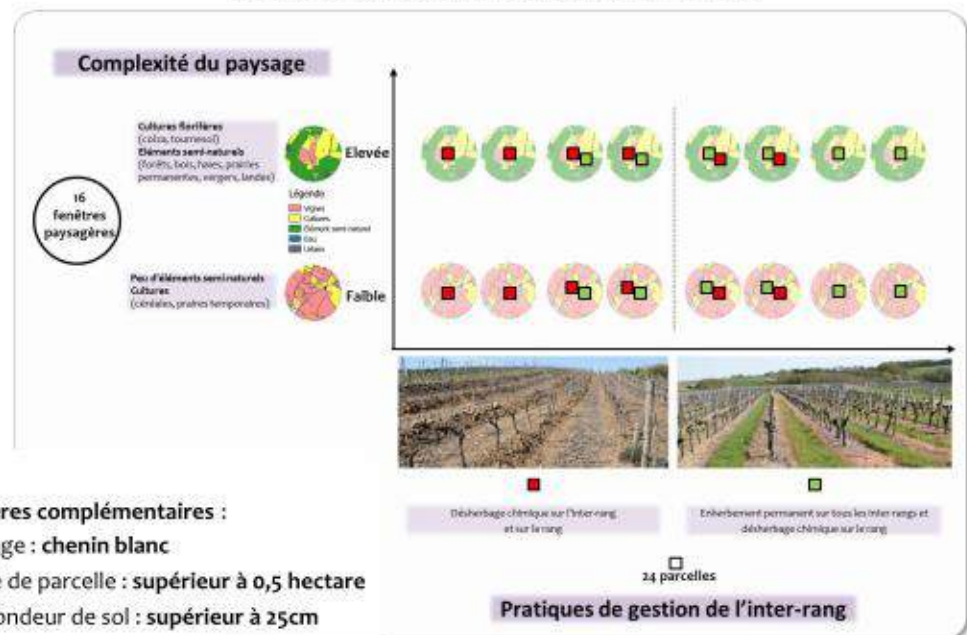 Complexité du paysage
Cultures florifères
(colza, tournesol)
Eléments semi-naturels
(forêts, bois, haies, prairies
permanentes, vergers, landes)
Elevée
Légende
Vignes
Cultures
Élément semi naturel
Eau
Urbain
16
fenêtres
paysagères
Peu d'éléments semi naturels
Cultures
(céréales, praires temporaires)
Faible
Désherbage chimique sur l'inter-rang
et sur le rang
Enherbement permanent sur tous les inter rangs et
désherbage chimique sur le rang
24 parcelles
Pratiques de gestion de l'inter-rang
ères complémentaires :
ge : chenin blanc
e de parcelle : supérieur à 0,5 hectare
ondeur de sol : supérieur à 25cm